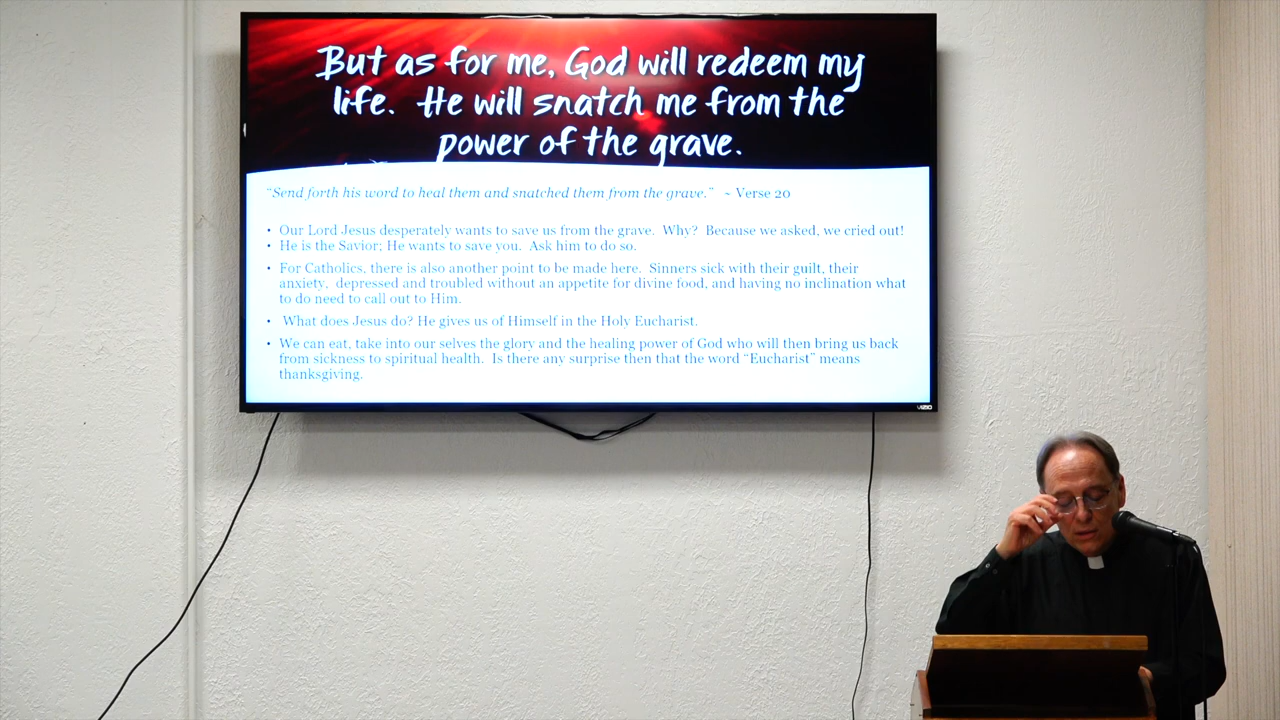 But as for me, God will redeem my
life. He will snatch me from the
power of the grave.
"Send forth his word to heal them and snatched them from the grave." ~ Verse 20
• Our Lord Jesus desperately wants to save us from the grave. Why? Because we asked, we cried out!
• He is the Savior; He wants to save you. Ask him to do so.
• For Catholics, there is also another point to be made here. Sinners sick with their guilt, their
anxiety, depressed and troubled without an appetite for divine food, and having no inclination what
to do need to call out to Him.
• What does Jesus do? He gives us of Himself in the Holy Eucharist.
• We can eat, take into our selves the glory and the healing power of God who will then bring us back
from sickness to spiritual health. Is there any surprise then that the word "Eucharist" means
thanksgiving.
VIZIO